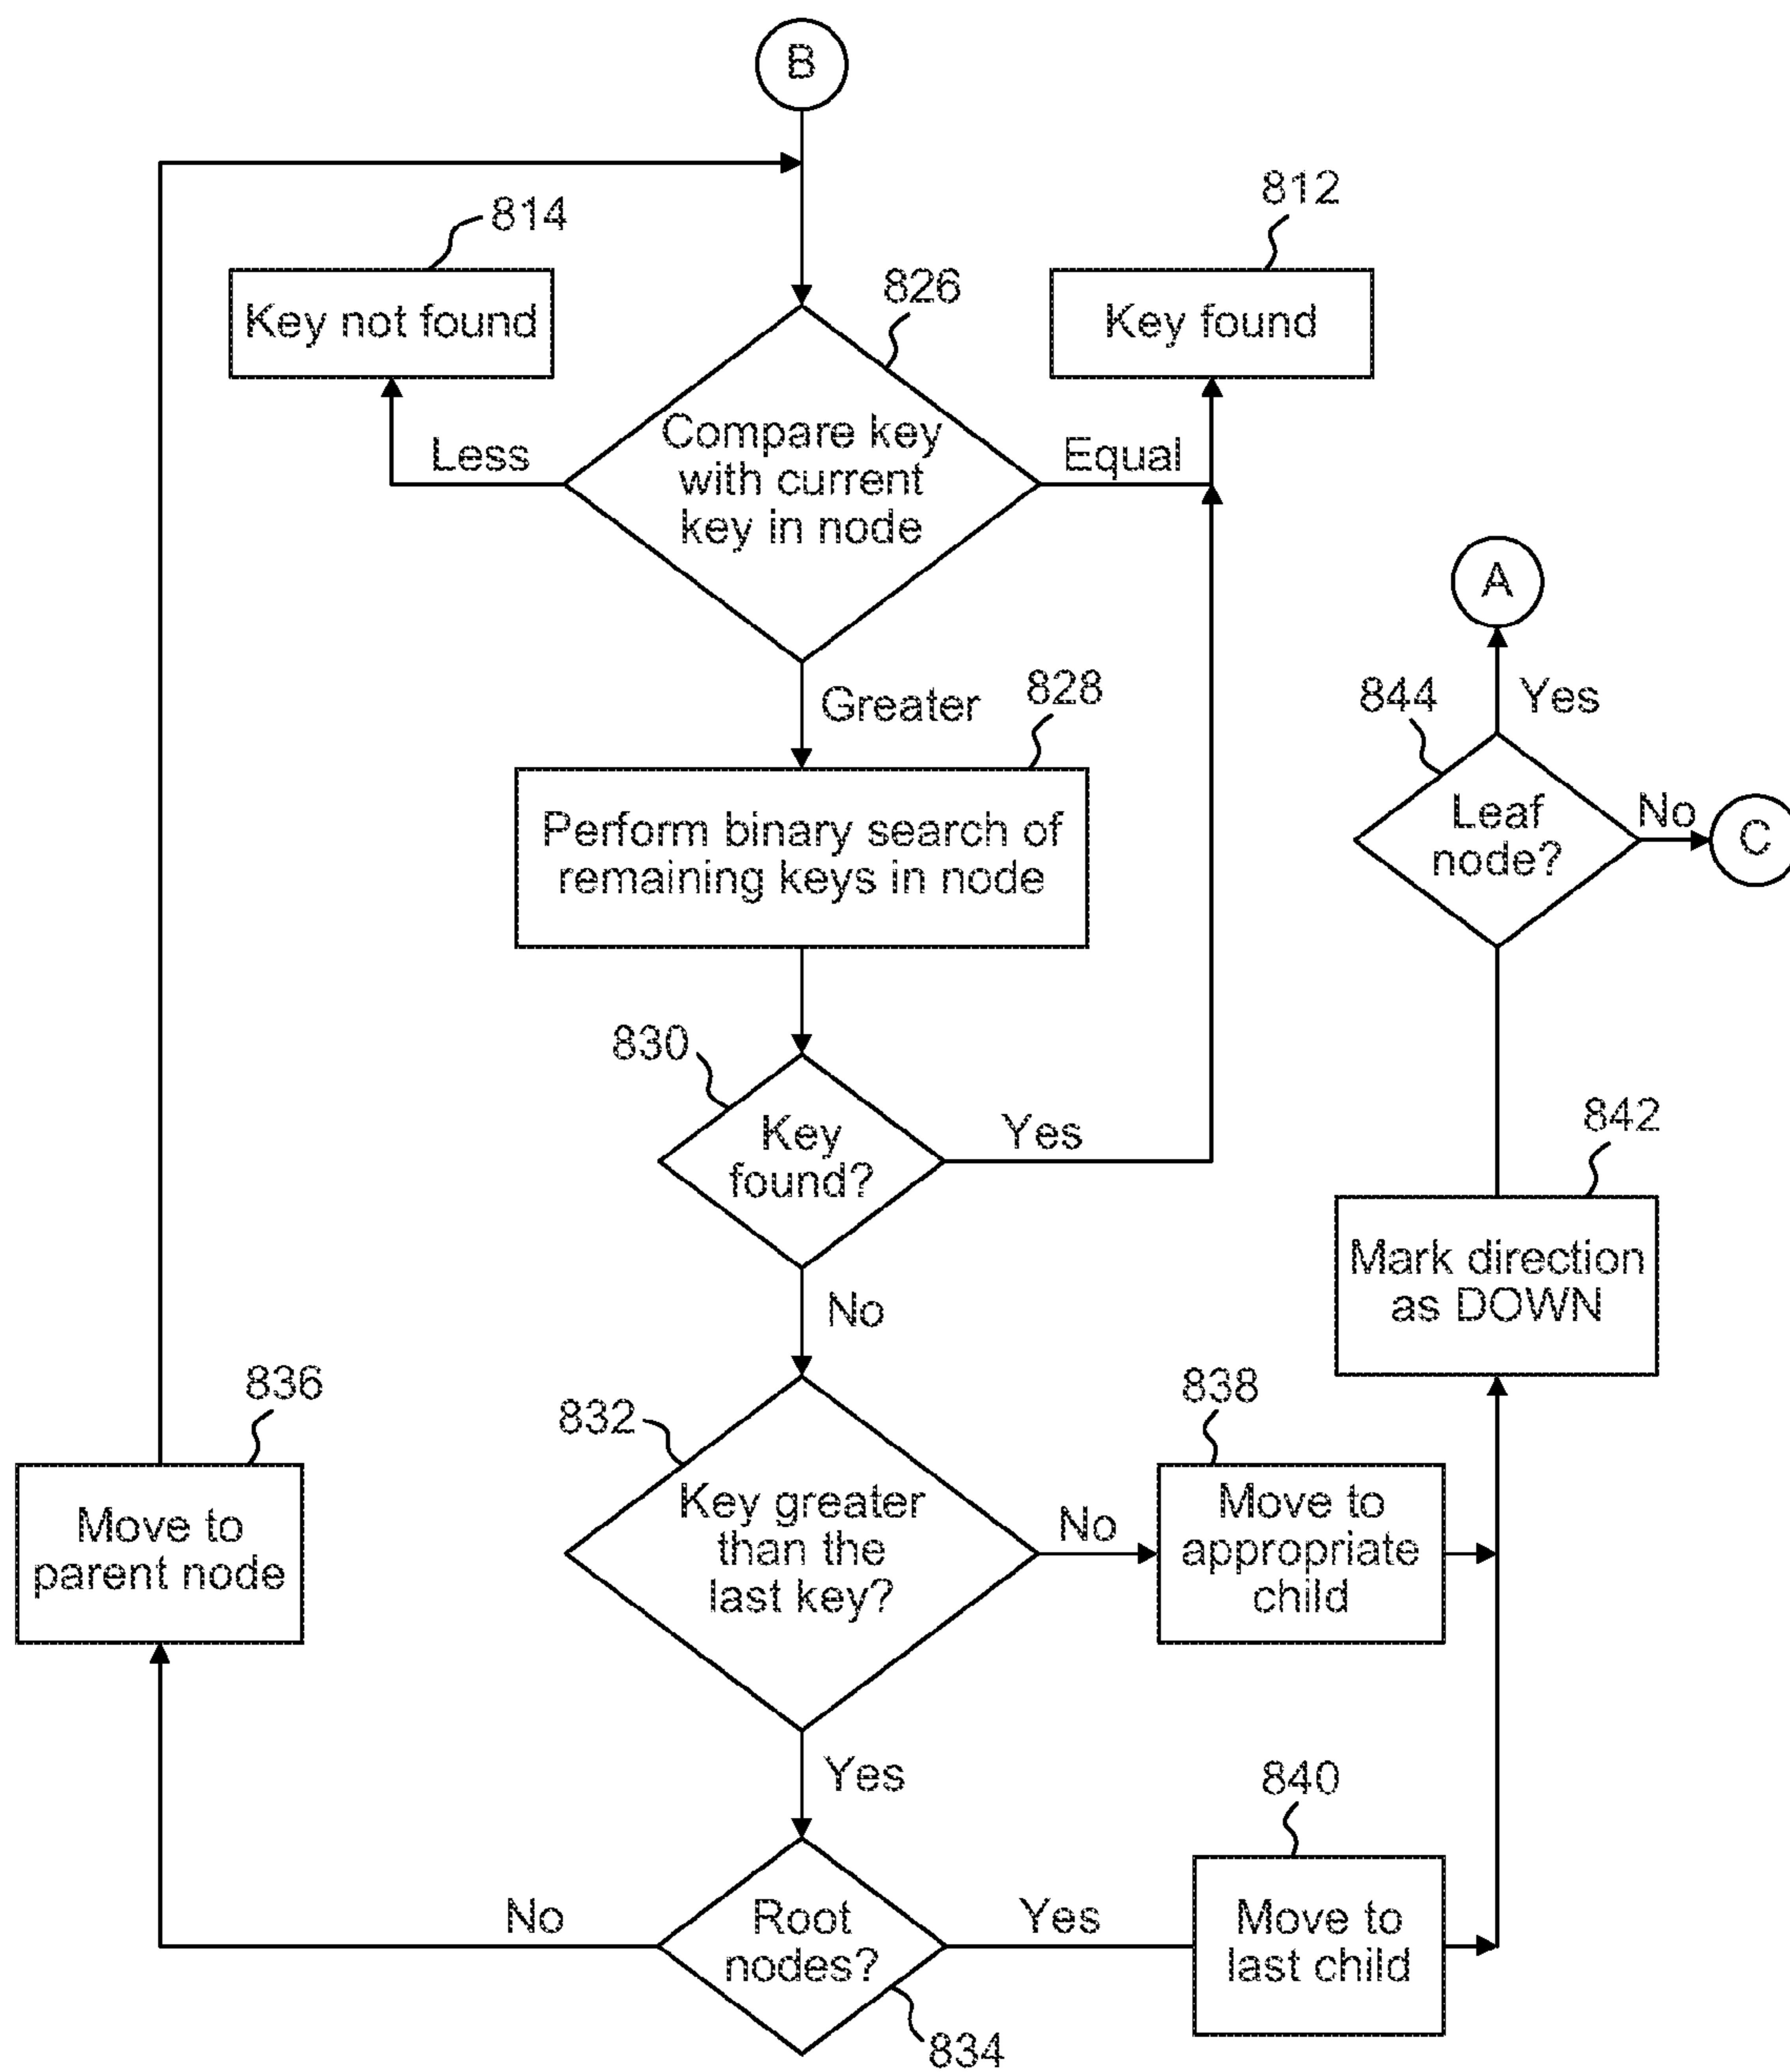 B
814
812
826
Key not found
Key found
Compare key
with current
key in node
Less
Equal
A
Greater
828
844
Yes
Perform binary search of
remaining keys in node
Leaf
node?
No
C
830
Key
found?
Yes
842
Mark direction
as DOWN
No
836
832
838
Move to
parent node
Key greater
than the
last key?
No
Move to
appropriate
child
Yes
840
No
Root
nodes?
Yes
Move to
last child
834